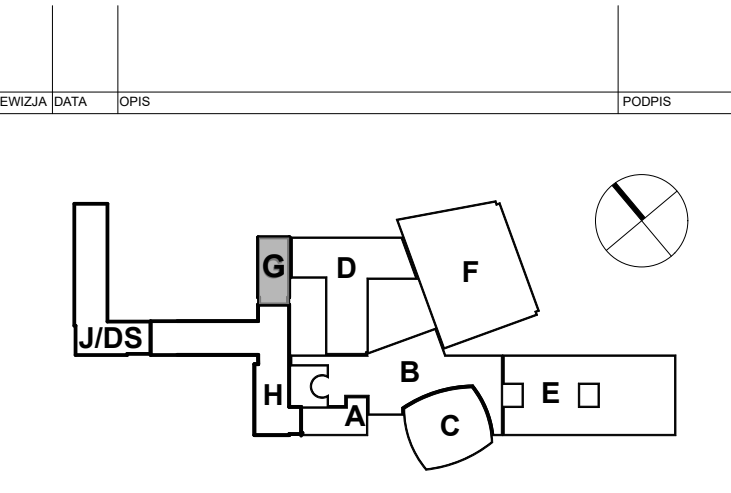 EWIZJA DATA OPIS PODPIS
G D F
J/DS
B
H E
A C